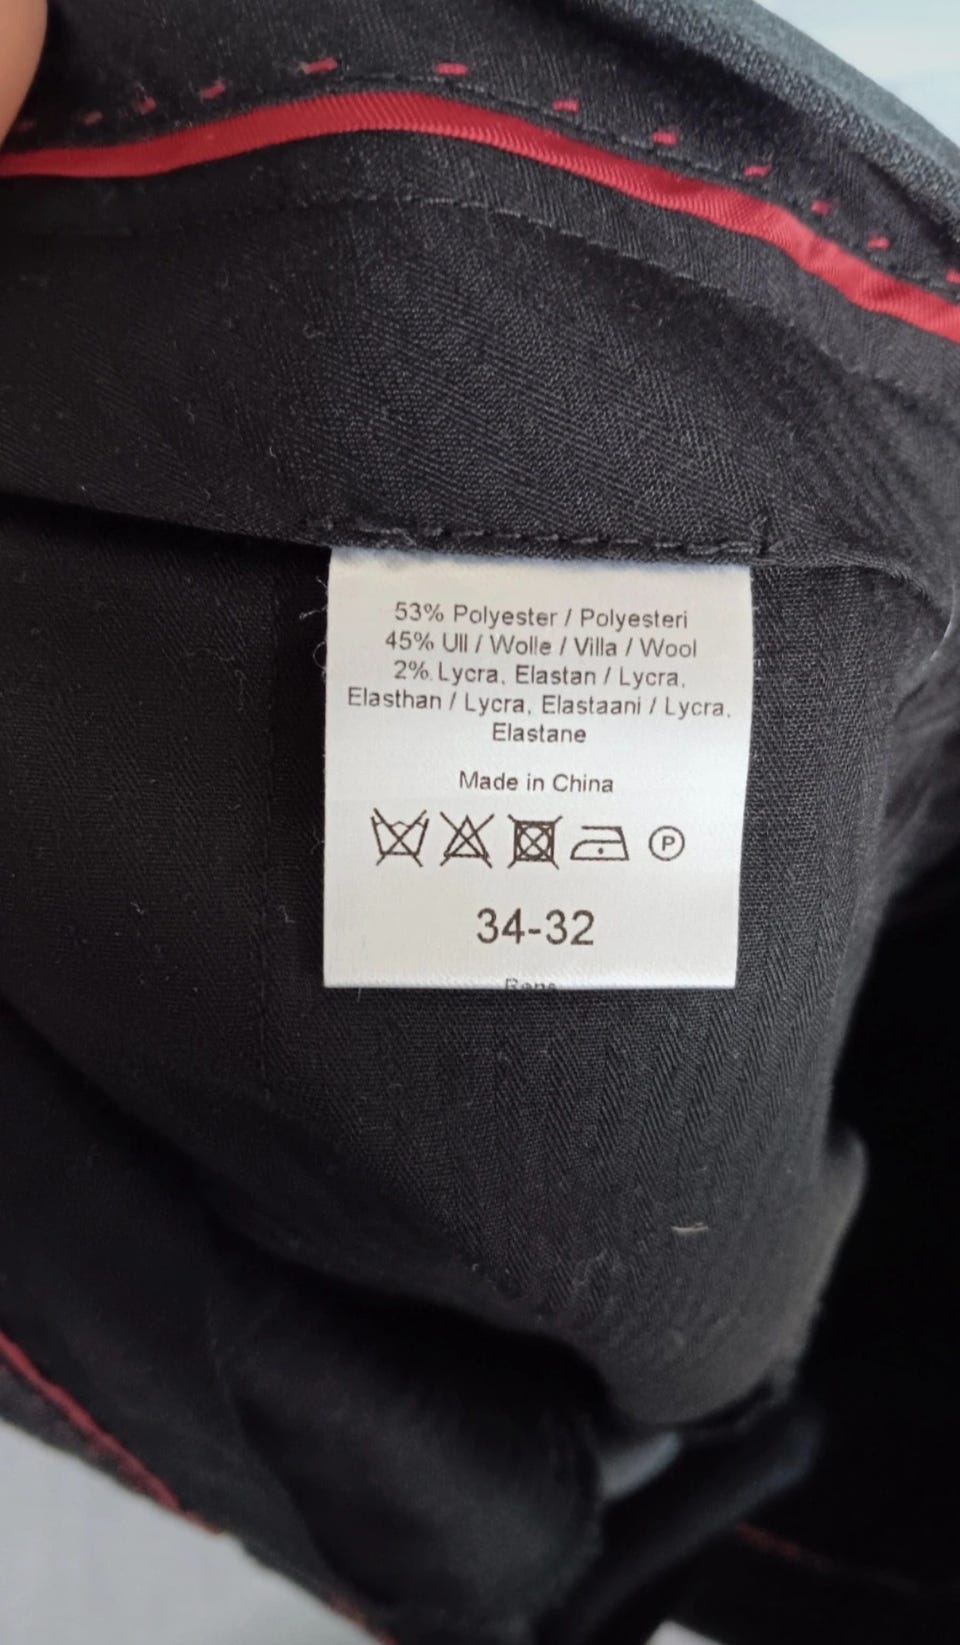 53% Polyester / Polyesteri
45% Ull / Wolle / Villa / Wool
2% Lycra, Elastan / Lycra,
Elasthan / Lycra, Elastaani / Lycra,
Elastane
Made in China
P
34-32